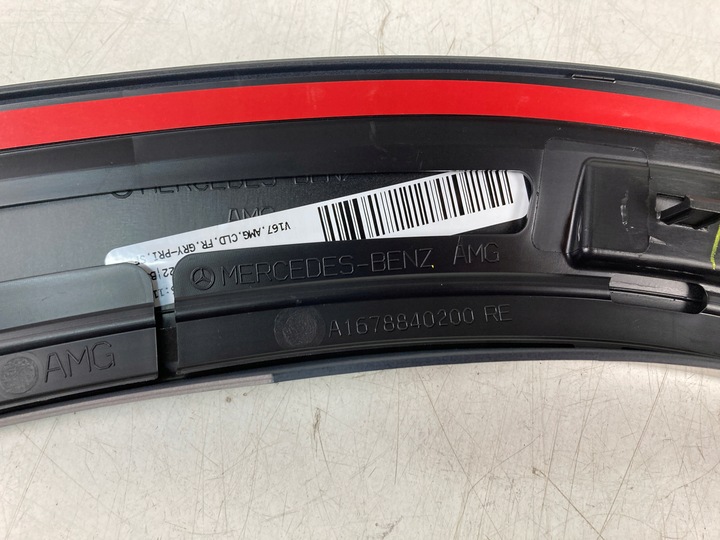 MERCEDES-BENZ
AMG
V167.AMG.CLD.FR.GRY-PRI.
MERCEDES-BENZ AMG
A1678840200 RE
AMG